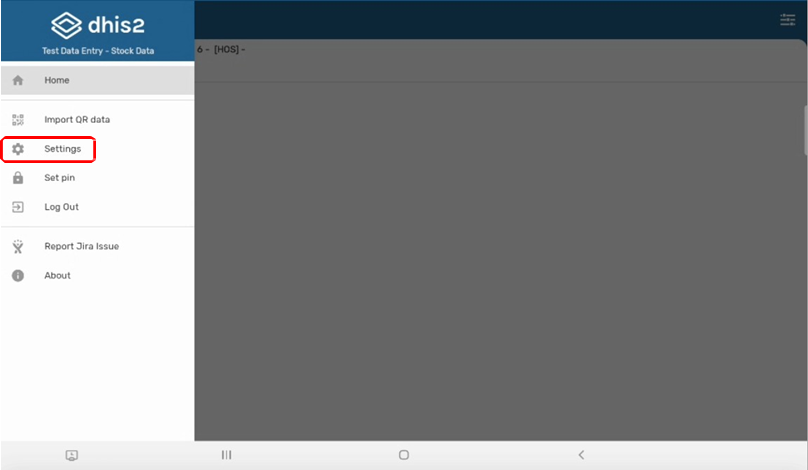 dhis2
Test Data Entry - Stock Data
6 - [HOS] -
Home
Import QR data
Settings
Set pin
Log Out
Report Jira Issue
About